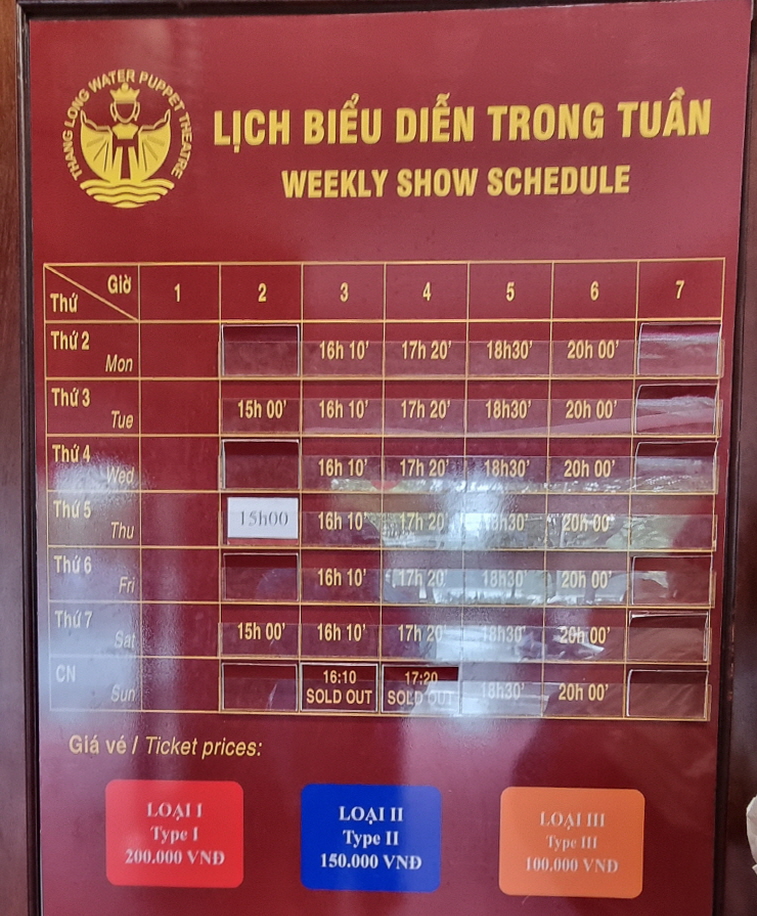 THANG LONG WATER PUPPET THEATRE
LỊCH BIỂU DIỄN TRONG TUẦN
WEEKLY SHOW SCHEDULE
Thứ Giờ 1 2 3 4 5 6 7
Thứ 2 Mon 16h 10' 17h 20' 18h30' 20h 00'
Thứ 3 Tue 15h 00' 16h 10' 17h 20' 18h30' 20h 00'
Thứ 4 Wed 16h 10' 17h 20' 18h30' 20h 00'
Thứ 5 Thu 15h00 16h 10' 17h 20' 18h30' 20h 00'
Thứ 6 Fri 16h 10' 17h 20' 18h30' 20h 00'
Thứ 7 Sat 15h 00' 16h 10' 17h 20' 18h30' 20h 00'
CN Sun 16:10 SOLD OUT 17:20 SOLD OUT 18h30' 20h 00'
Giá vé / Ticket prices:
LOẠI I
Type I
200.000 VNĐ
LOẠI II
Type II
150.000 VNĐ
LOẠI III
Type III
100.000 VNĐ